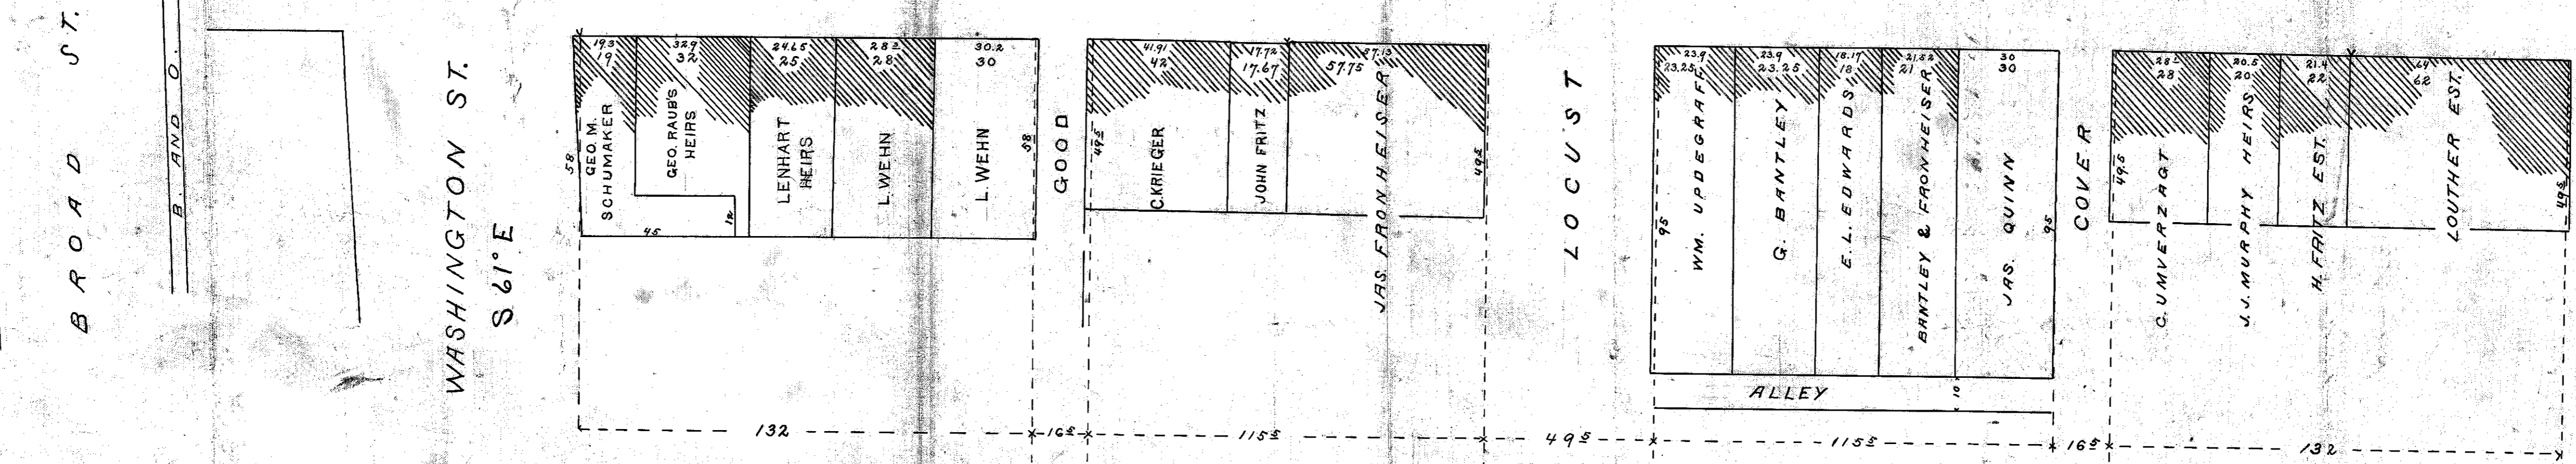 BROAD ST.
B. AND O.
WASHINGTON ST.
S 61° E
19.3
19
58
GEO. M.
SCHUMAKER
45
32.9
32
GEO. RAUB'S
HEIRS
12
24.65
25
LENHART
HEIRS
28 2
28
L. WEHN
30.2
30
L. WEHN
58
GOOD
49.5
41.91
42
C. KRIEGER
17.72
17.67
JOHN FRITZ
57.75
JAS. FRONHEISER
49.5
LOCUST
23.9
23.25
95
WM. UPDEGRAFF
23.9
23.25
G. BANTLEY
18.17
18
E. L. EDWARDS
21
BANTLEY & FRONHEISER
30
30
JAS. QUINN
95
ALLEY
10
COVER
49.5
28
C. UMVERZAGT
20.5
20
J. J. MURPHY HEIRS
21.4
22
H. FRITZ EST.
64
62
LOUTHER EST.
49.5
132
16 5
115 5
49 5
115 5
16 5
132